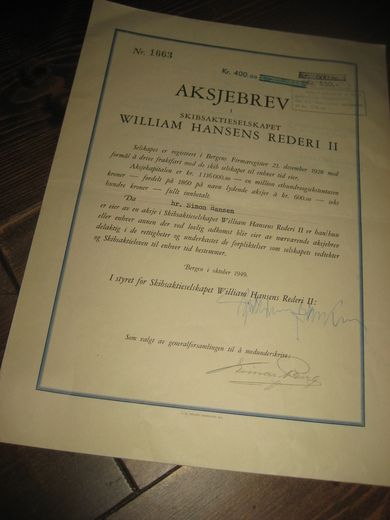 Nr. 1663
Kr. 400:00
AKSJEBREV
I
SKIBSAKTIESELSKAPET
WILLIAM HANSENS REDERI II
Selskapet er registrert i Bergens Firmaregister 21. desember 1928 med
formål å drive fraktfart med de skib selskapet til enhver tid eier.
Aksjekapitalen er kr. 1 116 000.00 — en million etthundreogsekstentusen
kroner — fordelt på 1860 på navn lydende aksjer à kr. 600.00 — seks
hundre kroner — fullt innbetalt.
Da hr. Simon Hansen
er eier av en aksje i Skibsaktieselskapet William Hansens Rederi II er han/hun
eller enhver annen der ved lovlig adkomst blir eier av nærværende aksjebrev
delaktig i de rettigheter og underkastet de forpliktelser som selskapets vedtekter
og Skibsaktieloven til enhver tid bestemmer.
Bergen i oktober 1949.
I styret for Skibsaktieselskapet William Hansens Rederi II:
Som valgt av generalforsamlingen til å medunderskrive: